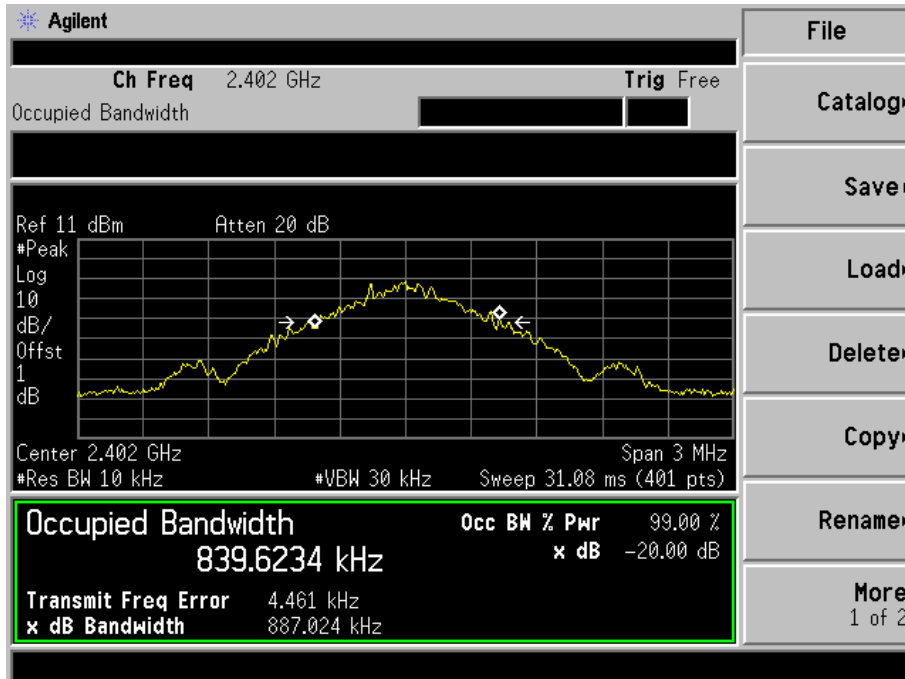 Agilent
Ch Freq 2.402 GHz Trig Free
Occupied Bandwidth
Ref 11 dBm Atten 20 dB
#Peak
Log
10
dB/
Offst
1
dB
Center 2.402 GHz Span 3 MHz
#Res BW 10 kHz #VBW 30 kHz Sweep 31.08 ms (401 pts)
Occupied Bandwidth
839.6234 kHz
Occ BW % Pwr 99.00 %
x dB -20.00 dB
Transmit Freq Error 4.461 kHz
x dB Bandwidth 887.024 kHz
File
Catalog
Save
Load
Delete
Copy
Rename
More
1 of 2